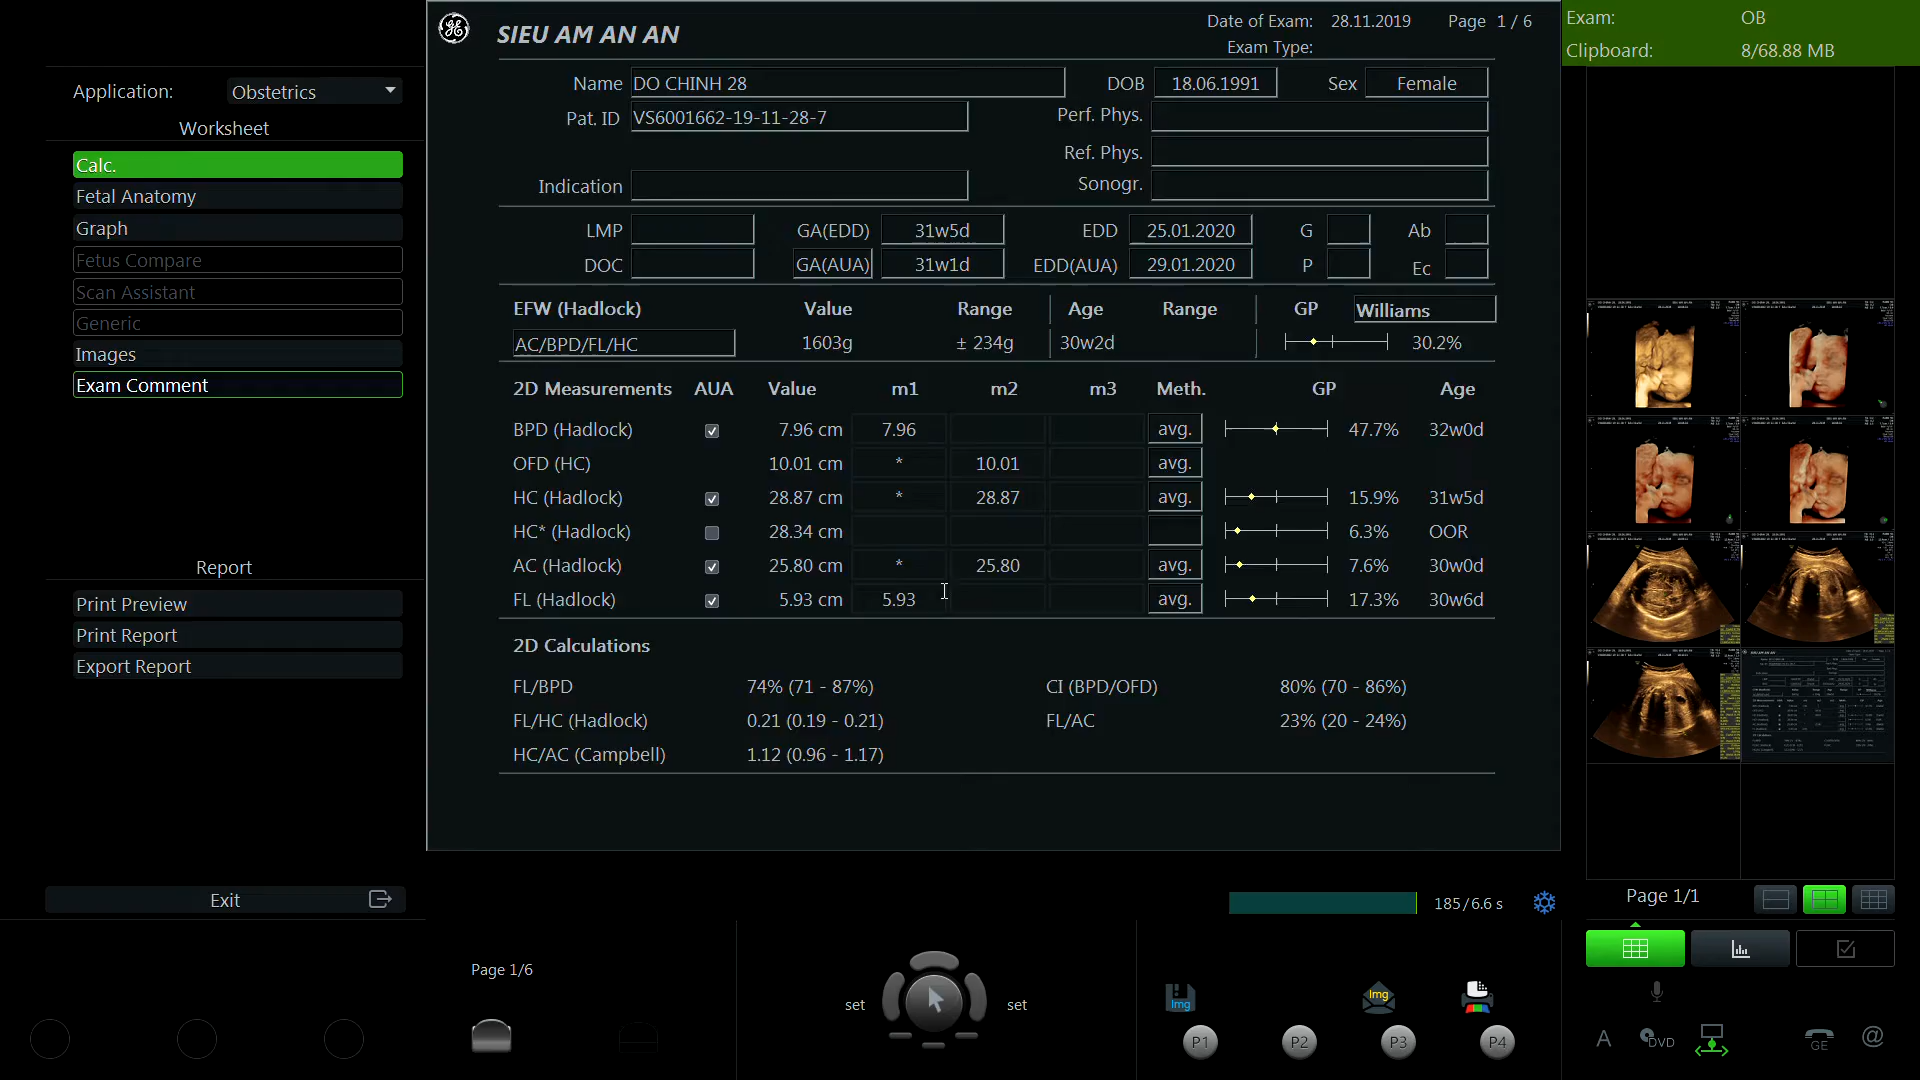 SIEU AM AN AN
Date of Exam: 28.11.2019 Page 1 / 6
Exam Type:
Name DO CHINH 28 DOB 18.06.1991 Sex Female
Pat. ID VS6001662-19-11-28-7 Perf. Phys.
Ref. Phys.
Indication Sonogr.
LMP GA(EDD) 31w5d EDD 25.01.2020 G Ab
DOC GA(AUA) 31w1d EDD(AUA) 29.01.2020 P Ec
EFW (Hadlock) Value Range Age Range GP Williams
AC/BPD/FL/HC 1603g ± 234g 30w2d 30.2%
2D Measurements AUA Value m1 m2 m3 Meth. GP Age
BPD (Hadlock) 7.96 cm 7.96 avg. 47.7% 32w0d
OFD (HC) 10.01 cm * 10.01 avg.
HC (Hadlock) 28.87 cm * 28.87 avg. 15.9% 31w5d
HC* (Hadlock) 28.34 cm 6.3% OOR
AC (Hadlock) 25.80 cm * 25.80 avg. 7.6% 30w0d
FL (Hadlock) 5.93 cm 5.93 avg. 17.3% 30w6d
2D Calculations
FL/BPD 74% (71 - 87%) CI (BPD/OFD) 80% (70 - 86%)
FL/HC (Hadlock) 0.21 (0.19 - 0.21) FL/AC 23% (20 - 24%)
HC/AC (Campbell) 1.12 (0.96 - 1.17)
Application: Obstetrics
Worksheet
Calc.
Fetal Anatomy
Graph
Fetus Compare
Scan Assistant
Generic
Images
Exam Comment
Report
Print Preview
Print Report
Export Report
Exit
Exam: OB
Clipboard: 8/68.88 MB
Page 1/1
185/6.6 s
Page 1/6
set set
Img Img
P1 P2 P3 P4
A DVD GE @